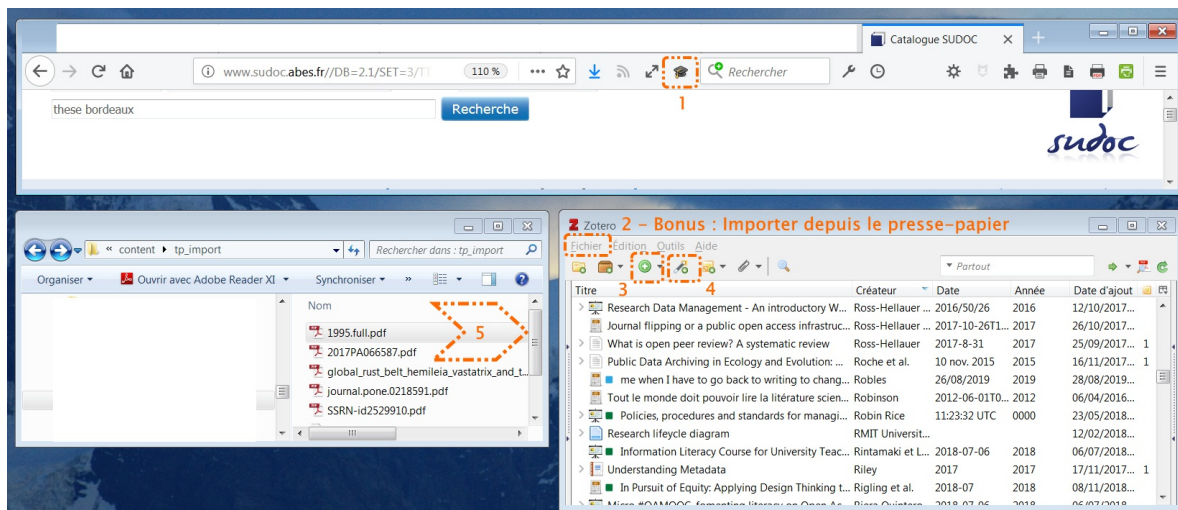 Catalogue SUDOC
www.sudoc.abes.fr//DB=2.1/SET=3/T 110 % Rechercher
1
these bordeaux Recherche
sudoc
content tp_import Rechercher dans : tp_import
Organiser Ouvrir avec Adobe Reader XI Synchroniser »
Nom
1995.full.pdf
2017PA066587.pdf
global_rust_belt_hemileia_vastatrix_and_t...
journal.pone.0218591.pdf
SSRN-id2529910.pdf
5
Zotero 2 – Bonus : Importer depuis le presse-papier
Fichier Édition Outils Aide
Partout
3 4
Titre Créateur Date Année Date d'ajout
Research Data Management - An introductory W... Ross-Hellauer ... 2016/50/26 2016 12/10/2017...
Journal flipping or a public open access infrastruc... Ross-Hellauer ... 2017-10-26T1... 2017 26/10/2017...
What is open peer review? A systematic review Ross-Hellauer 2017-8-31 2017 25/09/2017... 1
Public Data Archiving in Ecology and Evolution: ... Roche et al. 10 nov. 2015 2015 16/11/2017... 1
me when I have to go back to writing to chang... Robles 26/08/2019 2019 28/08/2019...
Tout le monde doit pouvoir lire la litérature scien... Robinson 2012-06-01T0... 2012 06/04/2016...
Policies, procedures and standards for managi... Robin Rice 11:23:32 UTC 0000 23/05/2018...
Research lifeycle diagram RMIT Universit... 12/02/2018...
Information Literacy Course for University Teac... Rintamaki et L... 2018-07-06 2018 06/07/2018...
Understanding Metadata Riley 2017 2017 17/11/2017... 1
In Pursuit of Equity: Applying Design Thinking t... Rigling et al. 2018-07 2018 08/11/2018...